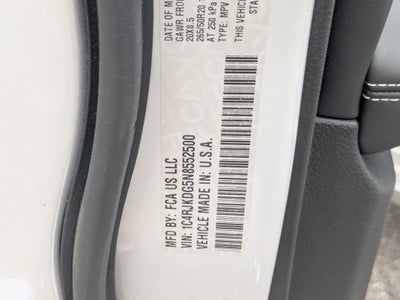 DATE OF M
GAWR FRO
20X8.5
265/50R20
AT 250 kPa
TYPE: MPV
THIS VEHICLE
STA
MFD BY:
FCA US LLC
VIN: 1C4RJKDG5N8552500
VEHICLE MADE IN: U.S.A.